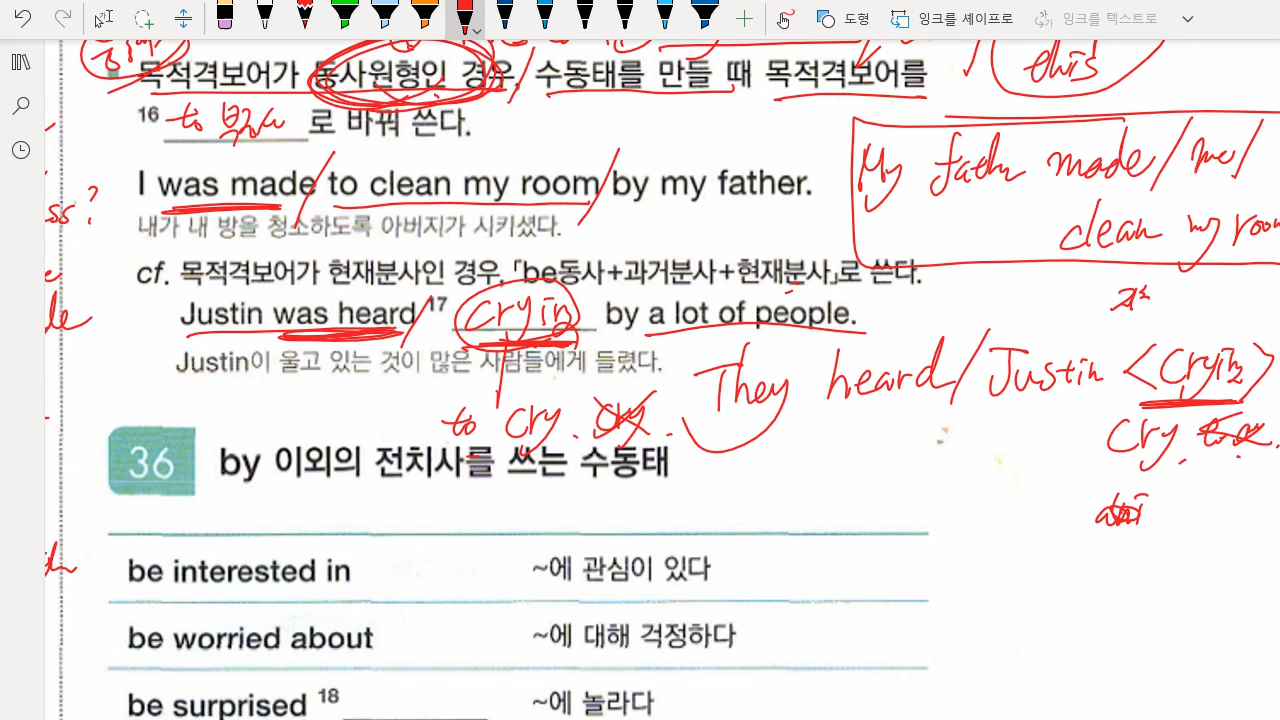 도형 잉크를 셰이프로 잉크를 텍스트로
this
목적격보어가 동사원형인 경우, 수동태를 만들 때 목적격보어를
16 to 로 바꿔 쓴다.
My father made / me /
clean my room
I was made to clean my room by my father.
내가 내 방을 청소하도록 아버지가 시키셨다.
ss?
cf. 목적격보어가 현재분사인 경우, 「be동사+과거분사+현재분사」로 쓴다.
Justin was heard 17 crying by a lot of people.
Justin이 울고 있는 것이 많은 사람들에게 들렸다.
They heard / Justin <crying>
to cry. cry.
cry
36 by 이외의 전치사를 쓰는 수동태
be interested in ~에 관심이 있다
be worried about ~에 대해 걱정하다
be surprised 18 ~에 놀라다